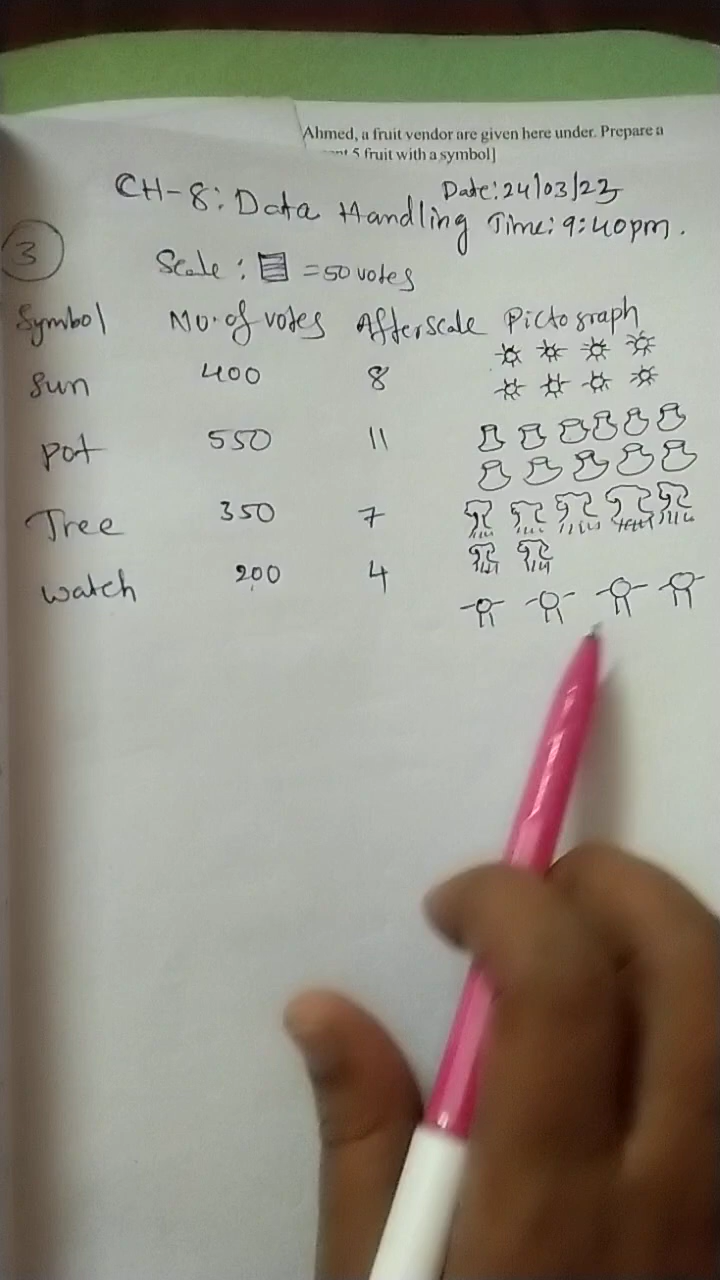 Ahmed, a fruit vendor are given here under. Prepare a
5 fruit with a symbol]
CH-8: Data Handling
Date: 24/03/23
Time: 9:40pm.
3
Scale: = 50 votes
Symbol No. of votes After scale Pictograph
Sun 400 8
Pot 550 11
Tree 350 7
Watch 200 4